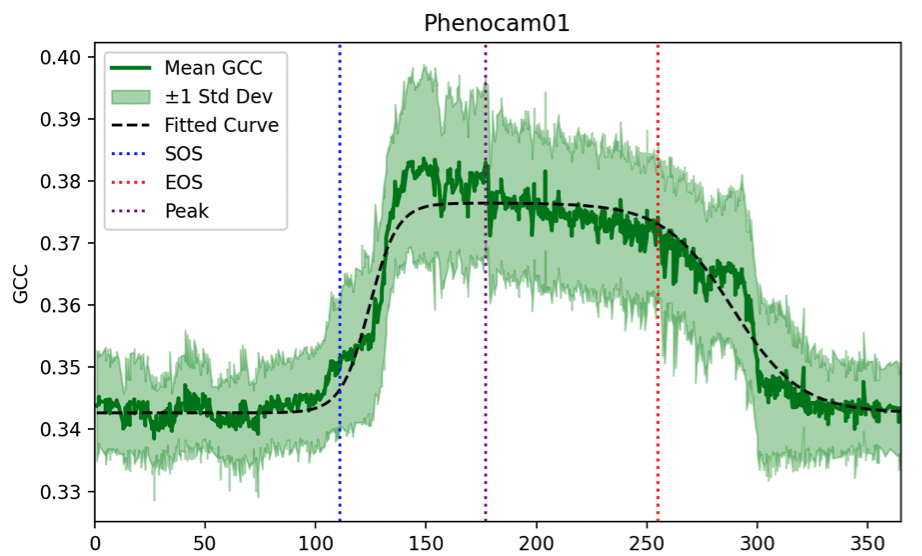 Phenocam01
0.40
0.39
0.38
0.37
0.36
0.35
0.34
0.33
GCC
Mean GCC
±1 Std Dev
Fitted Curve
SOS
EOS
Peak
0 50 100 150 200 250 300 350